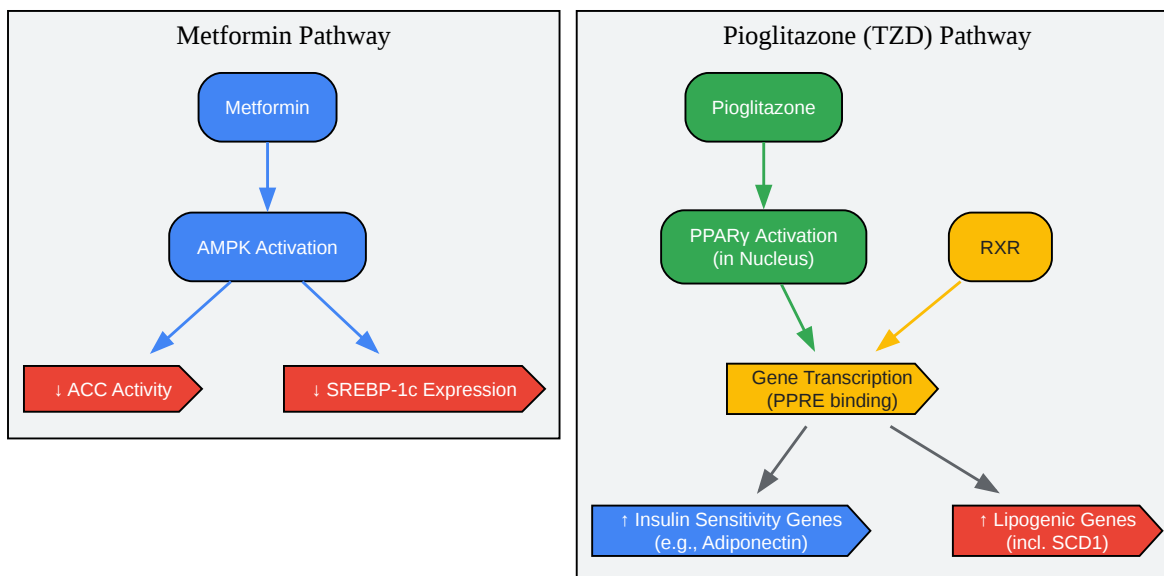 Metformin Pathway
Metformin
AMPK Activation
↓ ACC Activity
↓ SREBP-1c Expression
Pioglitazone (TZD) Pathway
Pioglitazone
PPARγ Activation
(in Nucleus)
RXR
Gene Transcription
(PPRE binding)
↑ Insulin Sensitivity Genes
(e.g., Adiponectin)
↑ Lipogenic Genes
(incl. SCD1)